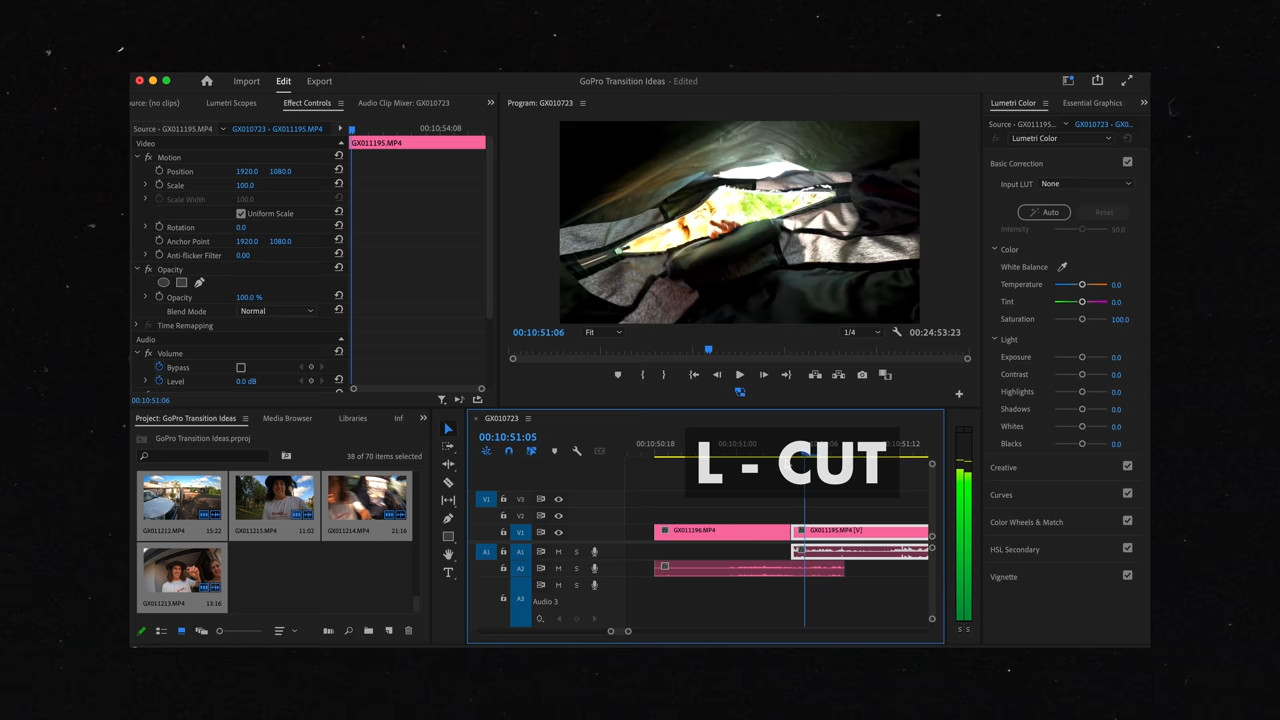 Import Edit Export
GoPro Transition Ideas - Edited
urce: (no clips) Lumetri Scopes Effect Controls Audio Clip Mixer: GX010723
Source • GX011195.MP4 GX010723 • GX011195.MP4
00:10:54:08
Video
GX011195.MP4
fx Motion
Position 1920.0 1080.0
Scale 100.0
Scale Width 100.0
Uniform Scale
Rotation 0.0
Anchor Point 1920.0 1080.0
Anti-flicker Filter 0.00
fx Opacity
Opacity 100.0 %
Blend Mode Normal
Time Remapping
Audio
fx Volume
Bypass
Level 0.0 dB
00:10:51:06
Program: GX010723
00:10:51:06 Fit 1/4 00:24:53:23
Lumetri Color Essential Graphics
Source • GX011195... GX010723 • GX0...
fx Lumetri Color
Basic Correction
Input LUT None
Auto Reset
Intensity 50.0
Color
White Balance
Temperature 0.0
Tint 0.0
Saturation 100.0
Light
Exposure 0.0
Contrast 0.0
Highlights 0.0
Shadows 0.0
Whites 0.0
Blacks 0.0
Creative
Curves
Color Wheels & Match
HSL Secondary
Vignette
Project: GoPro Transition Ideas Media Browser Libraries Inf
GoPro Transition Ideas.prproj
38 of 70 items selected
GX011212.MP4 15:22 GX011215.MP4 11:03 GX011214.MP4 21:16
GX011213.MP4 13:16
GX010723
00:10:51:05
00:10:50:18 00:10:51:00 00:10:51:12
L - CUT
V1 V3
V2
V1
GX011196.MP4 GX011195.MP4 [V]
A1 A1 M S
A2 M S
M S
A3 Audio 3
T
S S